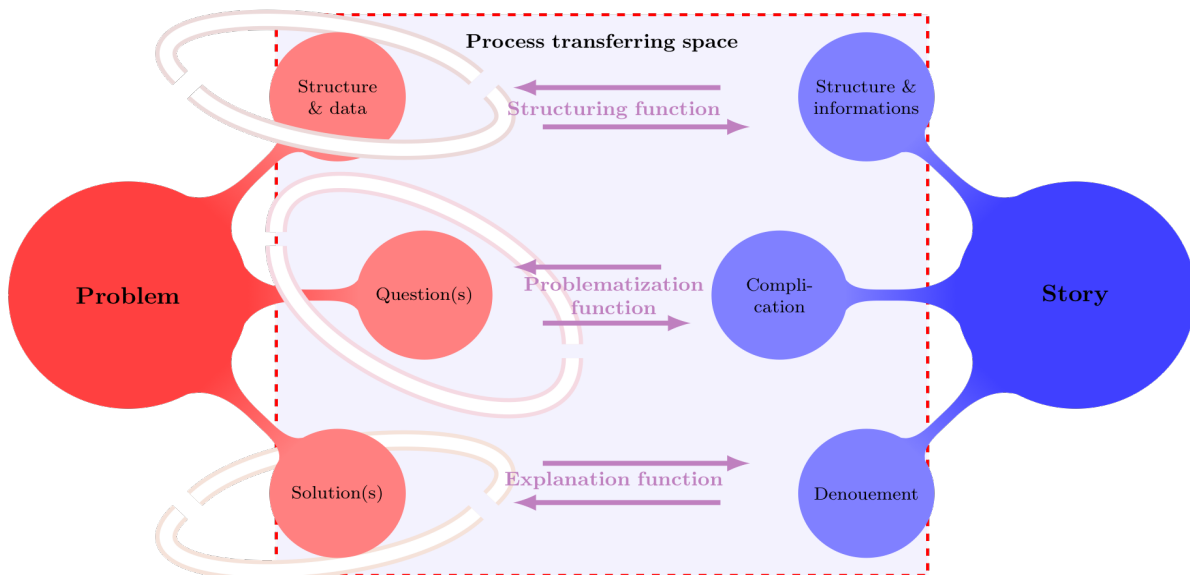 Process transferring space
Structure
& data
Structuring function
Structure &
informations
Problem
Question(s)
Problematization
function
Compli-
cation
Story
Solution(s)
Explanation function
Denouement